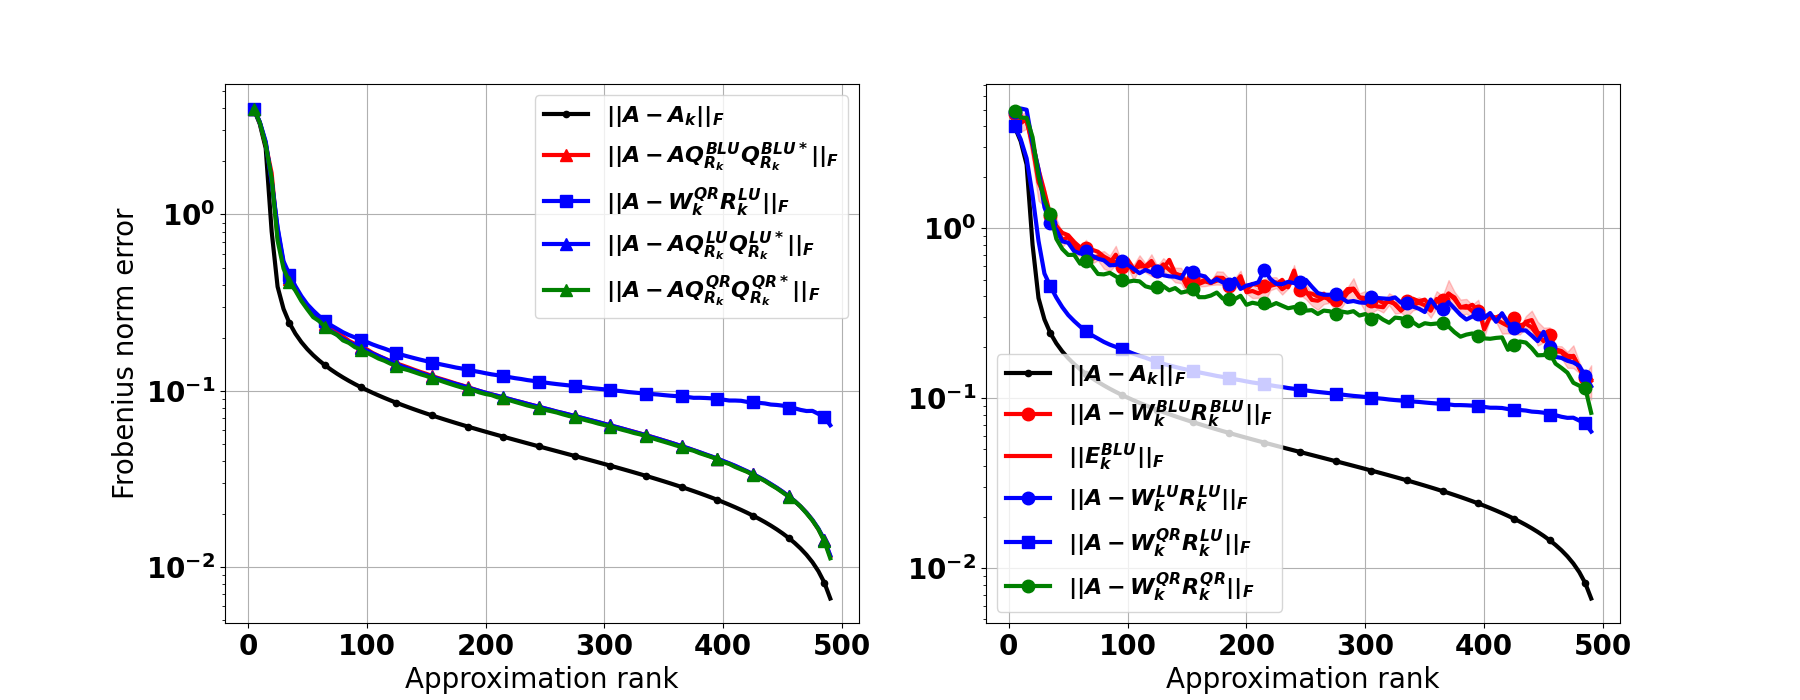 Frobenius norm error
10⁰
10⁻¹
10⁻²
0 100 200 300 400 500
Approximation rank
||A − A_k||_F
||A − AQ_{R_k}^{BLU}Q_{R_k}^{BLU*}||_F
||A − W_k^{QR}R_k^{LU}||_F
||A − AQ_{R_k}^{LU}Q_{R_k}^{LU*}||_F
||A − AQ_{R_k}^{QR}Q_{R_k}^{QR*}||_F
10⁰
10⁻¹
10⁻²
0 100 200 300 400 500
Approximation rank
||A − A_k||_F
||A − W_k^{BLU}R_k^{BLU}||_F
||E_k^{BLU}||_F
||A − W_k^{LU}R_k^{LU}||_F
||A − W_k^{QR}R_k^{LU}||_F
||A − W_k^{QR}R_k^{QR}||_F